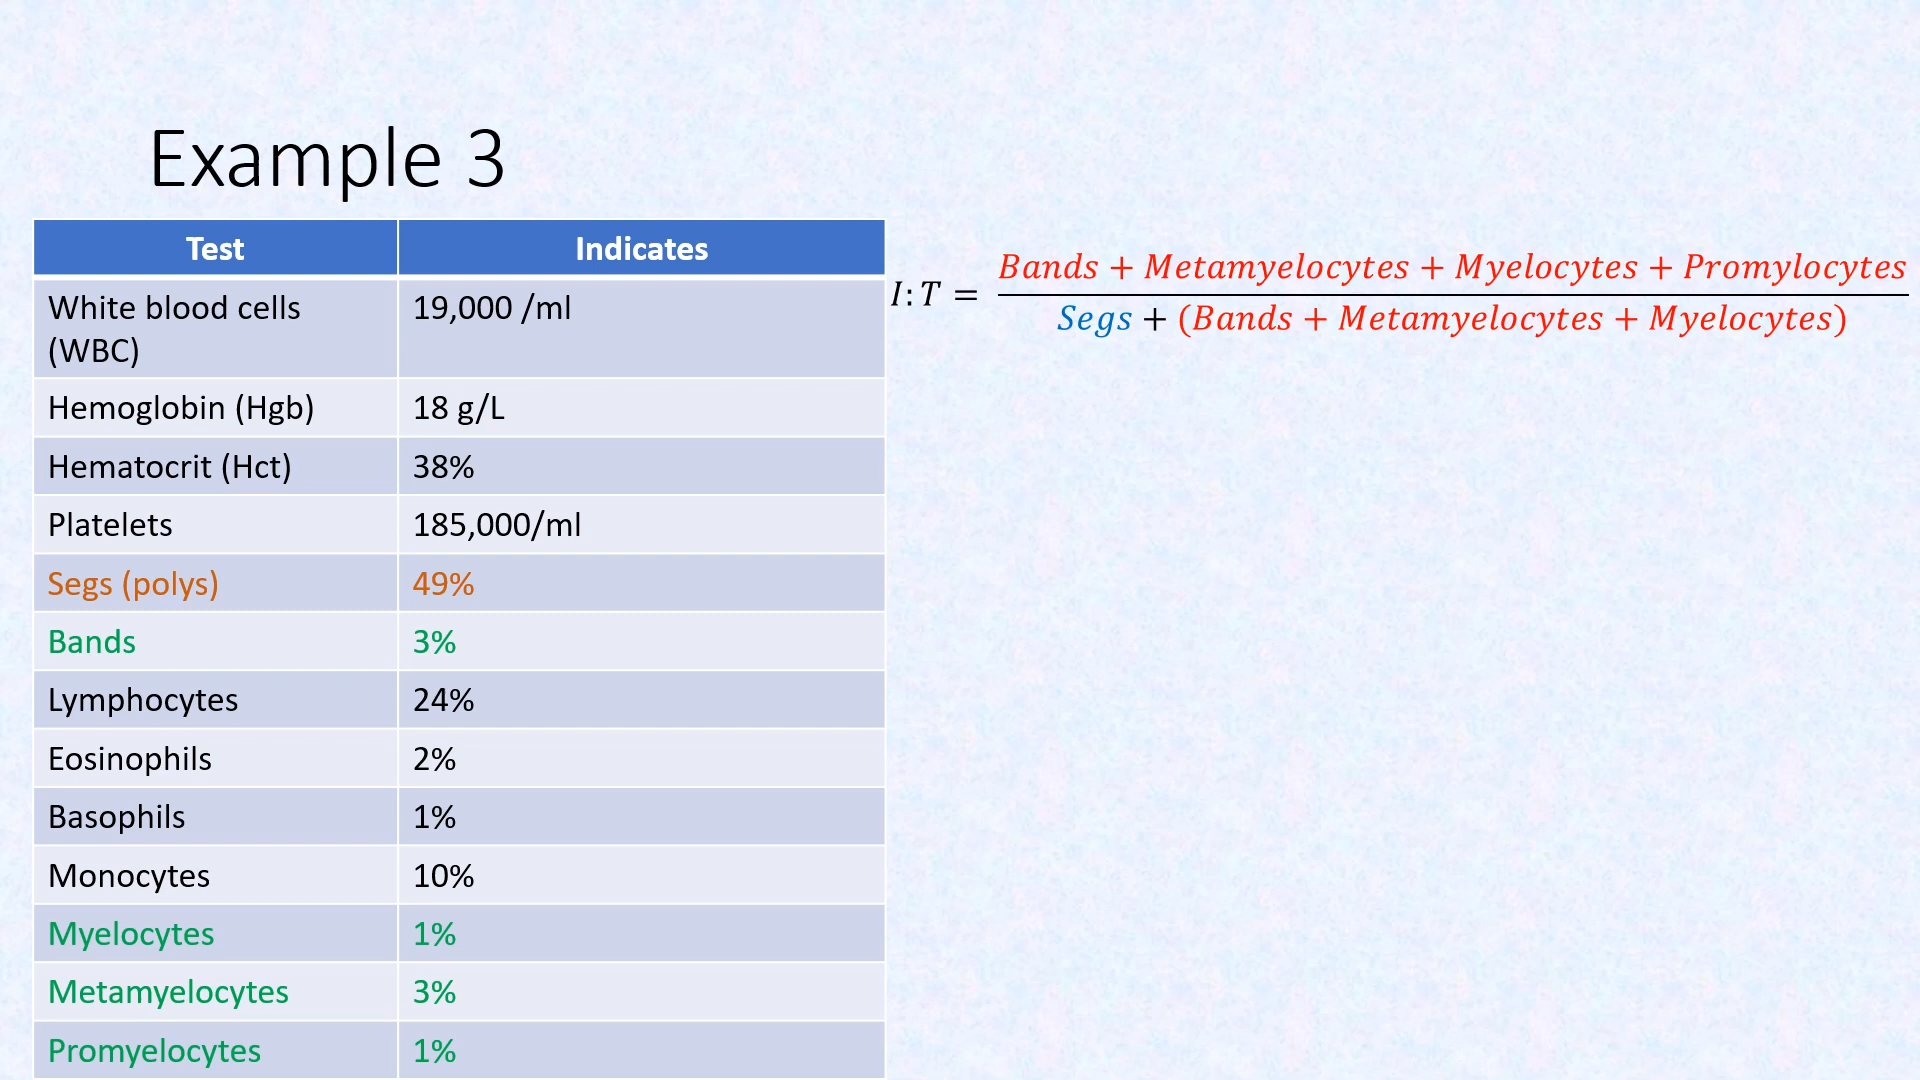 Example 3
Test Indicates
White blood cells 19,000 /ml
(WBC)
Hemoglobin (Hgb) 18 g/L
Hematocrit (Hct) 38%
Platelets 185,000/ml
Segs (polys) 49%
Bands 3%
Lymphocytes 24%
Eosinophils 2%
Basophils 1%
Monocytes 10%
Myelocytes 1%
Metamyelocytes 3%
Promyelocytes 1%
Bands + Metamyelocytes + Myelocytes + Promylocytes
I:T =
Segs + (Bands + Metamyelocytes + Myelocytes)